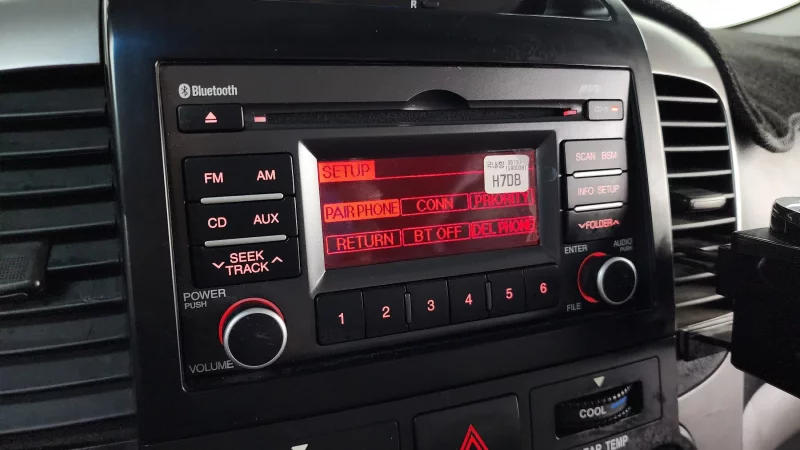 R
Bluetooth
SCAN BSM
INFO SETUP
FOLDER
FM AM
CD AUX
SEEK
TRACK
SETUP
H7DB
PAIR PHONE CONN PRIORITY
RETURN BT OFF DEL PHONE
1 2 3 4 5 6
POWER
PUSH
VOLUME
ENTER
AUDIO
PUSH
FILE
COOL
TEMP